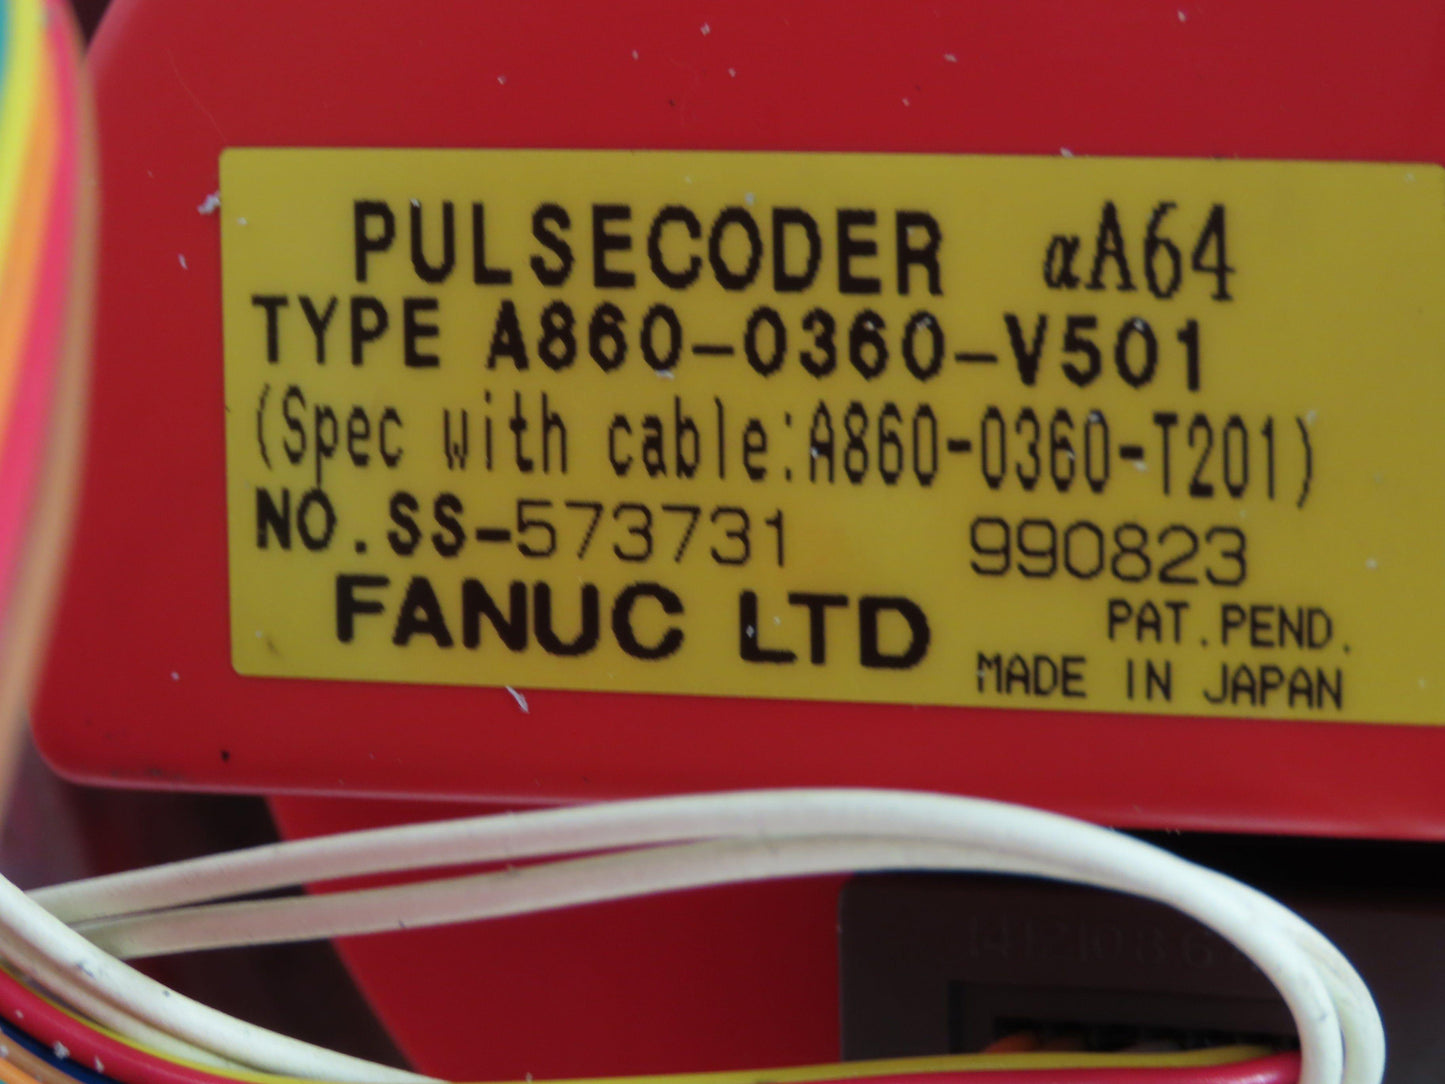 PULSECODER αA64
TYPE A860-0360-V501
(Spec with cable:A860-0360-T201)
NO.SS-573731 990823
FANUC LTD PAT.PEND.
MADE IN JAPAN